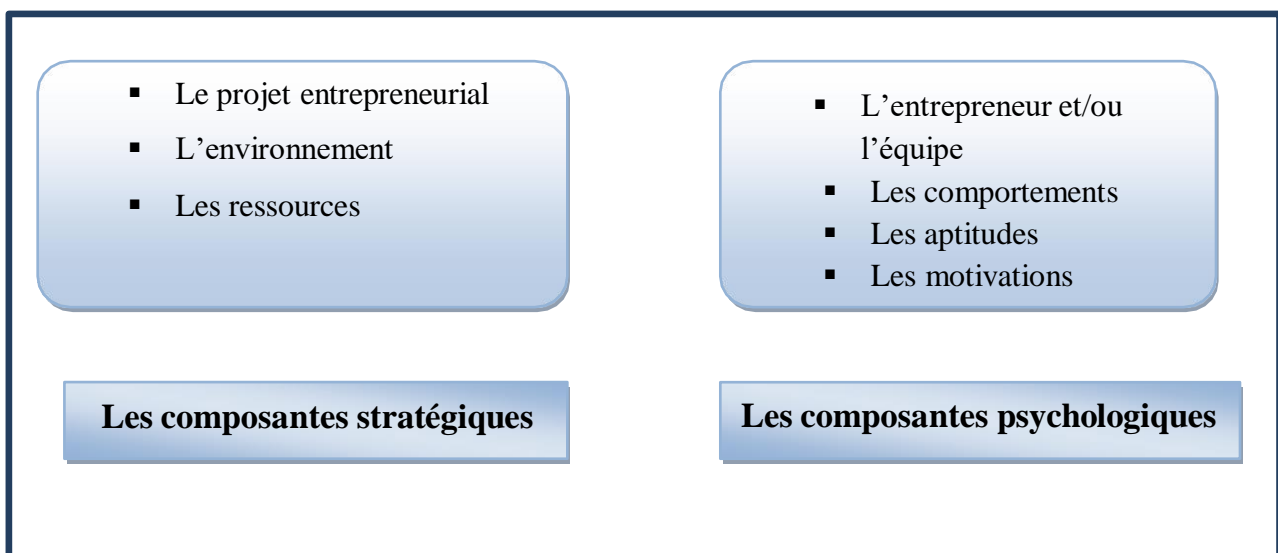 ▪ Le projet entrepreneurial
▪ L’environnement
▪ Les ressources
▪ L’entrepreneur et/ou
l’équipe
▪ Les comportements
▪ Les aptitudes
▪ Les motivations
Les composantes stratégiques
Les composantes psychologiques